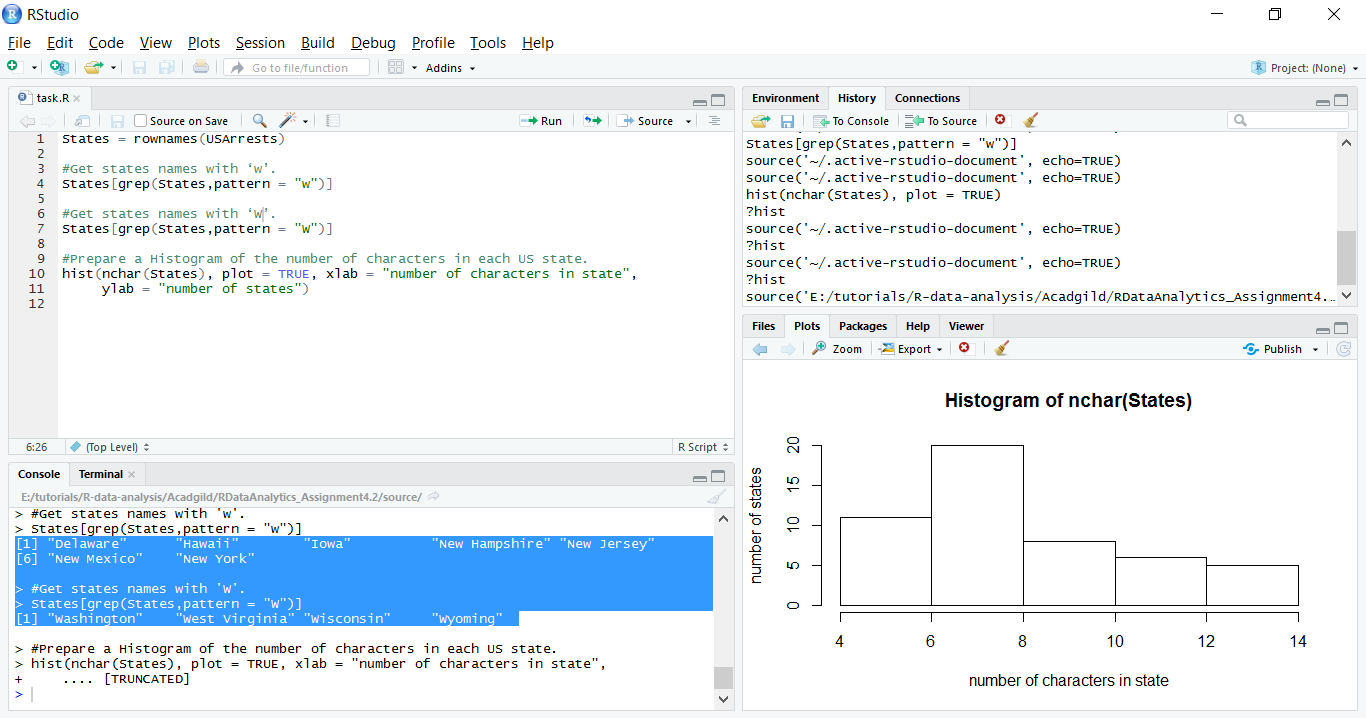 RStudio
File Edit Code View Plots Session Build Debug Profile Tools Help
Go to file/function Addins Project: (None)
task.R
Source on Save Run Source
1 States = rownames(USArrests)
2
3 #Get states names with ‘w’.
4 States[grep(States,pattern = "w")]
5
6 #Get states names with ‘W’.
7 States[grep(States,pattern = "W")]
8
9 #Prepare a Histogram of the number of characters in each US state.
10 hist(nchar(States), plot = TRUE, xlab = "number of characters in state",
11 ylab = "number of states")
12
6:26 (Top Level) R Script
Console Terminal
E:/tutorials/R-data-analysis/Acadgild/RDataAnalytics_Assignment4.2/source/
> #Get states names with 'w'.
> States[grep(States,pattern = "w")]
[1] "Delaware" "Hawaii" "Iowa" "New Hampshire" "New Jersey"
[6] "New Mexico" "New York"
> #Get states names with 'W'.
> States[grep(States,pattern = "W")]
[1] "Washington" "West Virginia" "Wisconsin" "Wyoming"
> #Prepare a Histogram of the number of characters in each US state.
> hist(nchar(States), plot = TRUE, xlab = "number of characters in state",
+ .... [TRUNCATED]
>
Environment History Connections
To Console To Source
States[grep(States,pattern = "w")]
source('~/.active-rstudio-document', echo=TRUE)
source('~/.active-rstudio-document', echo=TRUE)
hist(nchar(States), plot = TRUE)
?hist
source('~/.active-rstudio-document', echo=TRUE)
?hist
source('~/.active-rstudio-document', echo=TRUE)
?hist
source('E:/tutorials/R-data-analysis/Acadgild/RDataAnalytics_Assignment4..
Files Plots Packages Help Viewer
Zoom Export Publish
Histogram of nchar(States)
number of states
20
15
10
5
0
4 6 8 10 12 14
number of characters in state